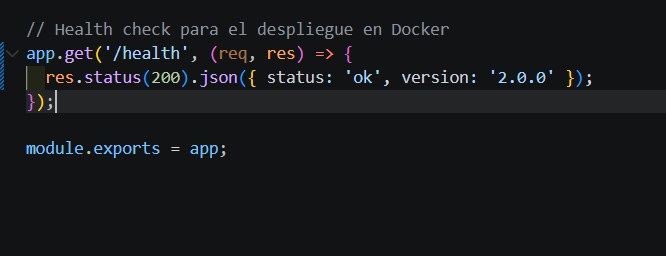 // Health check para el despliegue en Docker
app.get('/health', (req, res) => {
  res.status(200).json({ status: 'ok', version: '2.0.0' });
});
module.exports = app;